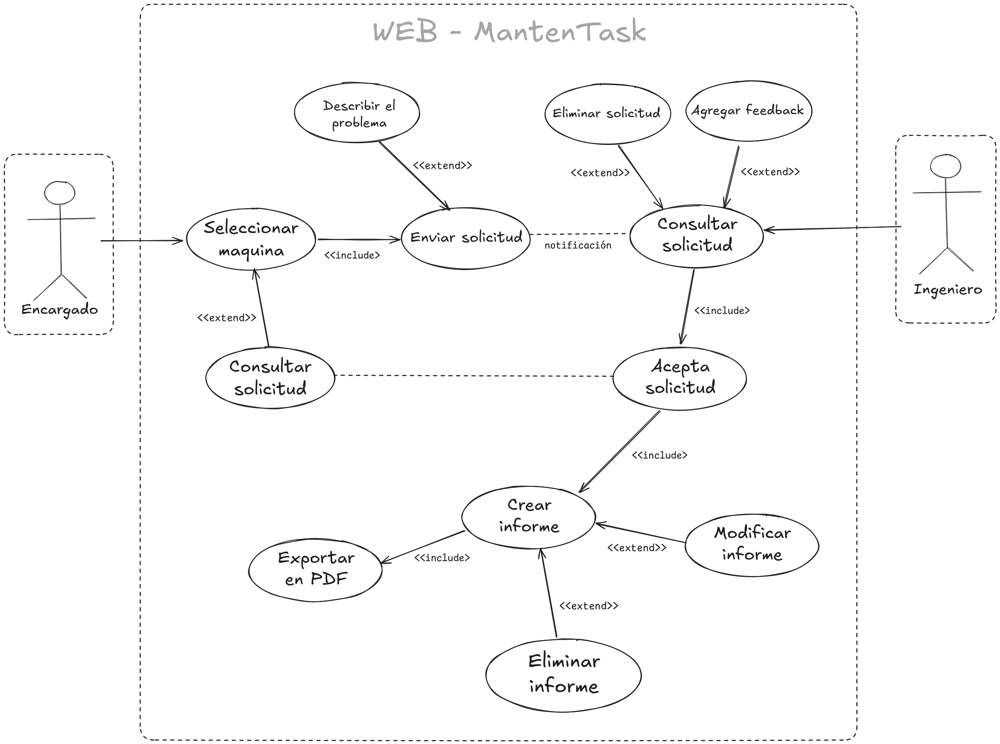 WEB - MantenTask
Describir el
problema
Eliminar solicitud
Agregar feedback
<<extend>>
<<extend>>
<<extend>>
Seleccionar
maquina
<<include>
Enviar solicitud
notificación
Consultar
solicitud
Encargado
Ingeniero
<<extend>>
<<include>
Consultar
solicitud
Acepta
solicitud
<<include>
Crear
informe
Modificar
informe
<<extend>>
Exportar
en PDF
<<include>
<<extend>>
Eliminar
informe